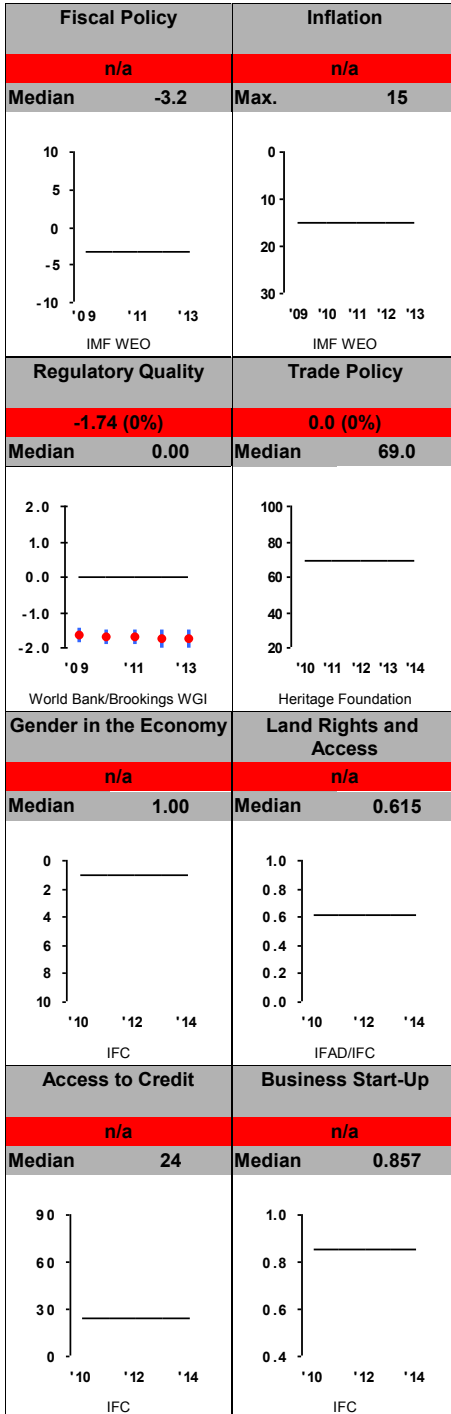 Fiscal Policy
Inflation
n/a
n/a
Median -3.2
Max. 15
10
5
0
-5
-10
'09 '11 '13
IMF WEO
0
10
20
30
'09 '10 '11 '12 '13
IMF WEO
Regulatory Quality
Trade Policy
-1.74 (0%)
0.0 (0%)
Median 0.00
Median 69.0
2.0
1.0
0.0
-1.0
-2.0
'09 '11 '13
World Bank/Brookings WGI
100
80
60
40
20
'10 '11 '12 '13 '14
Heritage Foundation
Gender in the Economy
Land Rights and
Access
n/a
n/a
Median 1.00
Median 0.615
0
2
4
6
8
10
'10 '12 '14
IFC
1.0
0.8
0.6
0.4
0.2
0.0
'10 '12 '14
IFAD/IFC
Access to Credit
Business Start-Up
n/a
n/a
Median 24
Median 0.857
90
60
30
0
'10 '12 '14
IFC
1.0
0.8
0.6
0.4
'10 '12 '14
IFC